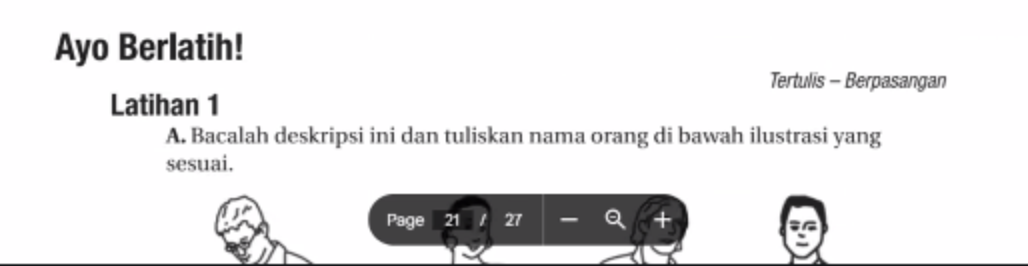 Ayo Berlatih!
Tertulis – Berpasangan
Latihan 1
A. Bacalah deskripsi ini dan tuliskan nama orang di bawah ilustrasi yang
sesuai.
Page 21 / 27